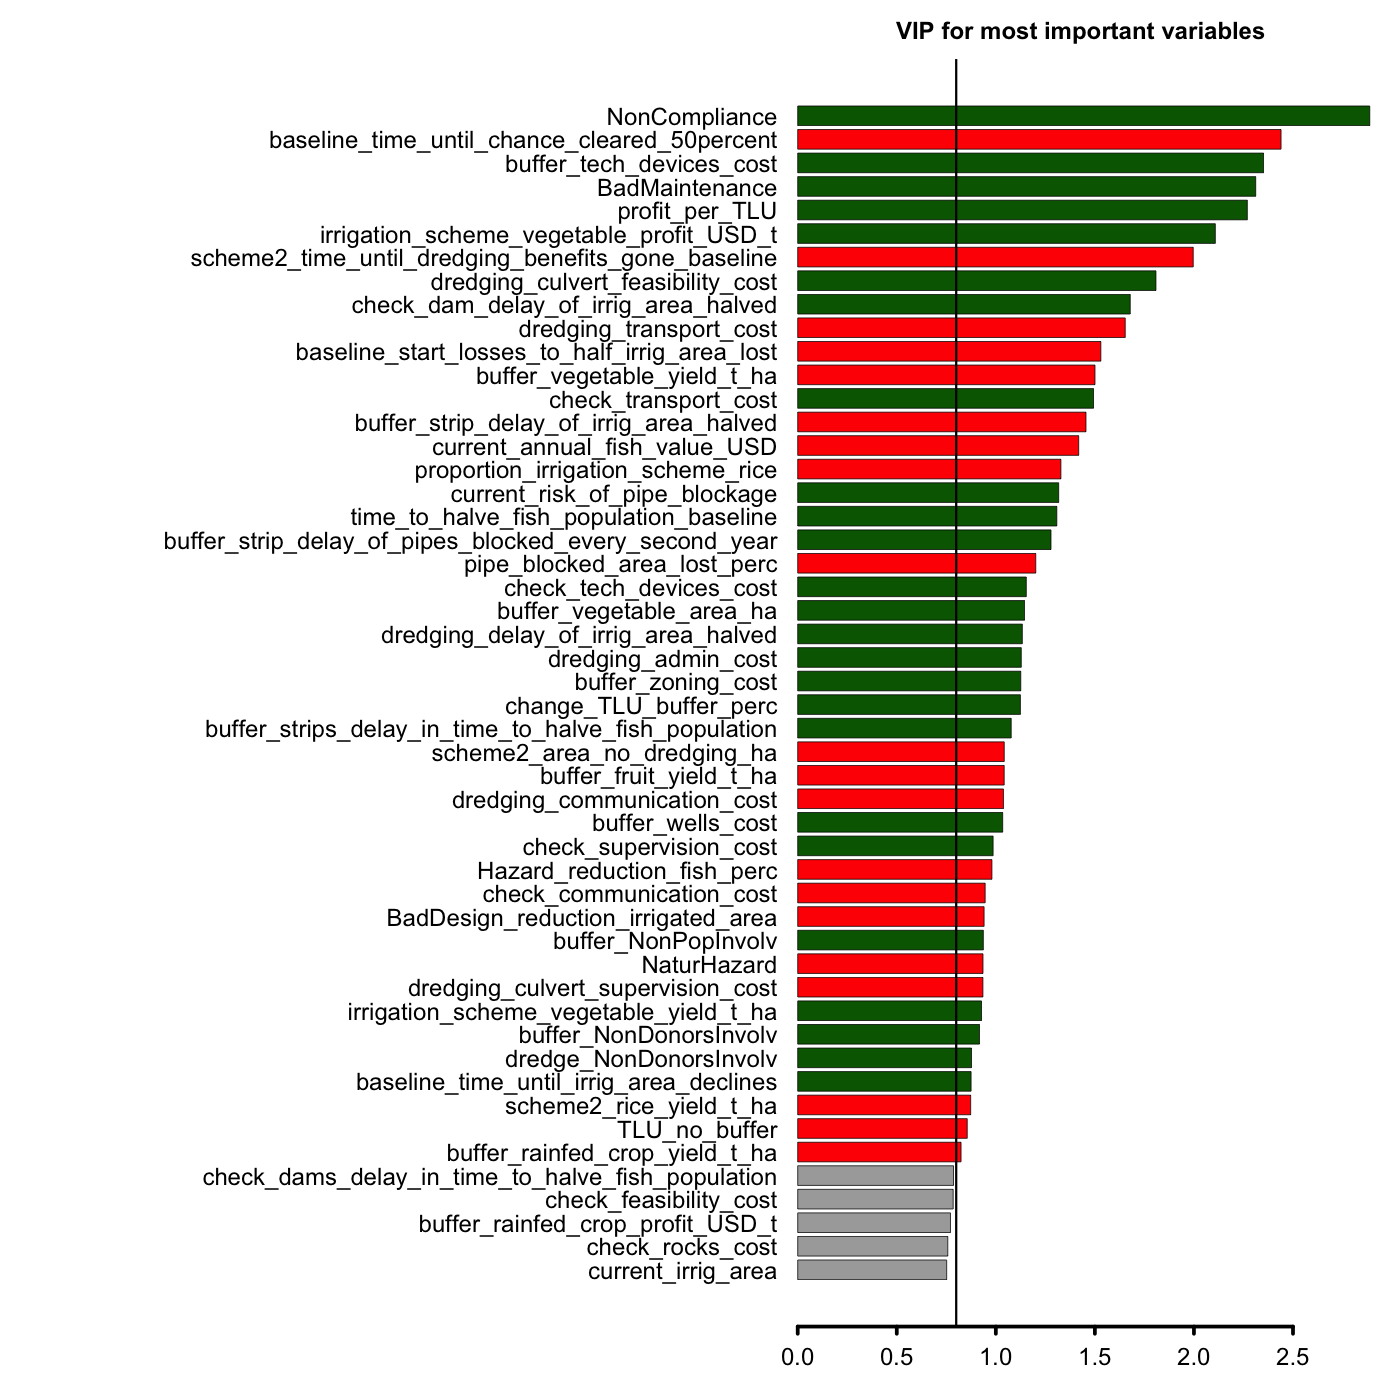 VIP for most important variables
NonCompliance
baseline_time_until_chance_cleared_50percent
buffer_tech_devices_cost
BadMaintenance
profit_per_TLU
irrigation_scheme_vegetable_profit_USD_t
scheme2_time_until_dredging_benefits_gone_baseline
dredging_culvert_feasibility_cost
check_dam_delay_of_irrig_area_halved
dredging_transport_cost
baseline_start_losses_to_half_irrig_area_lost
buffer_vegetable_yield_t_ha
check_transport_cost
buffer_strip_delay_of_irrig_area_halved
current_annual_fish_value_USD
proportion_irrigation_scheme_rice
current_risk_of_pipe_blockage
time_to_halve_fish_population_baseline
buffer_strip_delay_of_pipes_blocked_every_second_year
pipe_blocked_area_lost_perc
check_tech_devices_cost
buffer_vegetable_area_ha
dredging_delay_of_irrig_area_halved
dredging_admin_cost
buffer_zoning_cost
change_TLU_buffer_perc
buffer_strips_delay_in_time_to_halve_fish_population
scheme2_area_no_dredging_ha
buffer_fruit_yield_t_ha
dredging_communication_cost
buffer_wells_cost
check_supervision_cost
Hazard_reduction_fish_perc
check_communication_cost
BadDesign_reduction_irrigated_area
buffer_NonPopInvolv
NaturHazard
dredging_culvert_supervision_cost
irrigation_scheme_vegetable_yield_t_ha
buffer_NonDonorsInvolv
dredge_NonDonorsInvolv
baseline_time_until_irrig_area_declines
scheme2_rice_yield_t_ha
TLU_no_buffer
buffer_rainfed_crop_yield_t_ha
check_dams_delay_in_time_to_halve_fish_population
check_feasibility_cost
buffer_rainfed_crop_profit_USD_t
check_rocks_cost
current_irrig_area
0.0 0.5 1.0 1.5 2.0 2.5